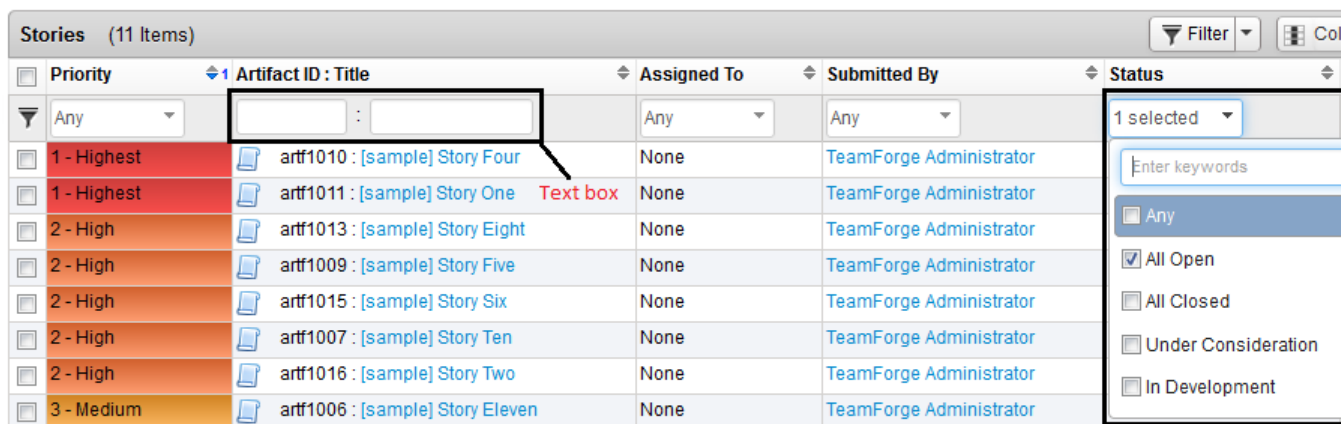 Stories (11 Items) Filter Col
Priority 1 Artifact ID : Title Assigned To Submitted By Status
Any : Any Any 1 selected
Enter keywords
1 - Highest artf1010 : [sample] Story Four None TeamForge Administrator
1 - Highest artf1011 : [sample] Story One Text box None TeamForge Administrator
Any
2 - High artf1013 : [sample] Story Eight None TeamForge Administrator
2 - High artf1009 : [sample] Story Five None TeamForge Administrator All Open
2 - High artf1015 : [sample] Story Six None TeamForge Administrator All Closed
2 - High artf1007 : [sample] Story Ten None TeamForge Administrator Under Consideration
2 - High artf1016 : [sample] Story Two None TeamForge Administrator In Development
3 - Medium artf1006 : [sample] Story Eleven None TeamForge Administrator